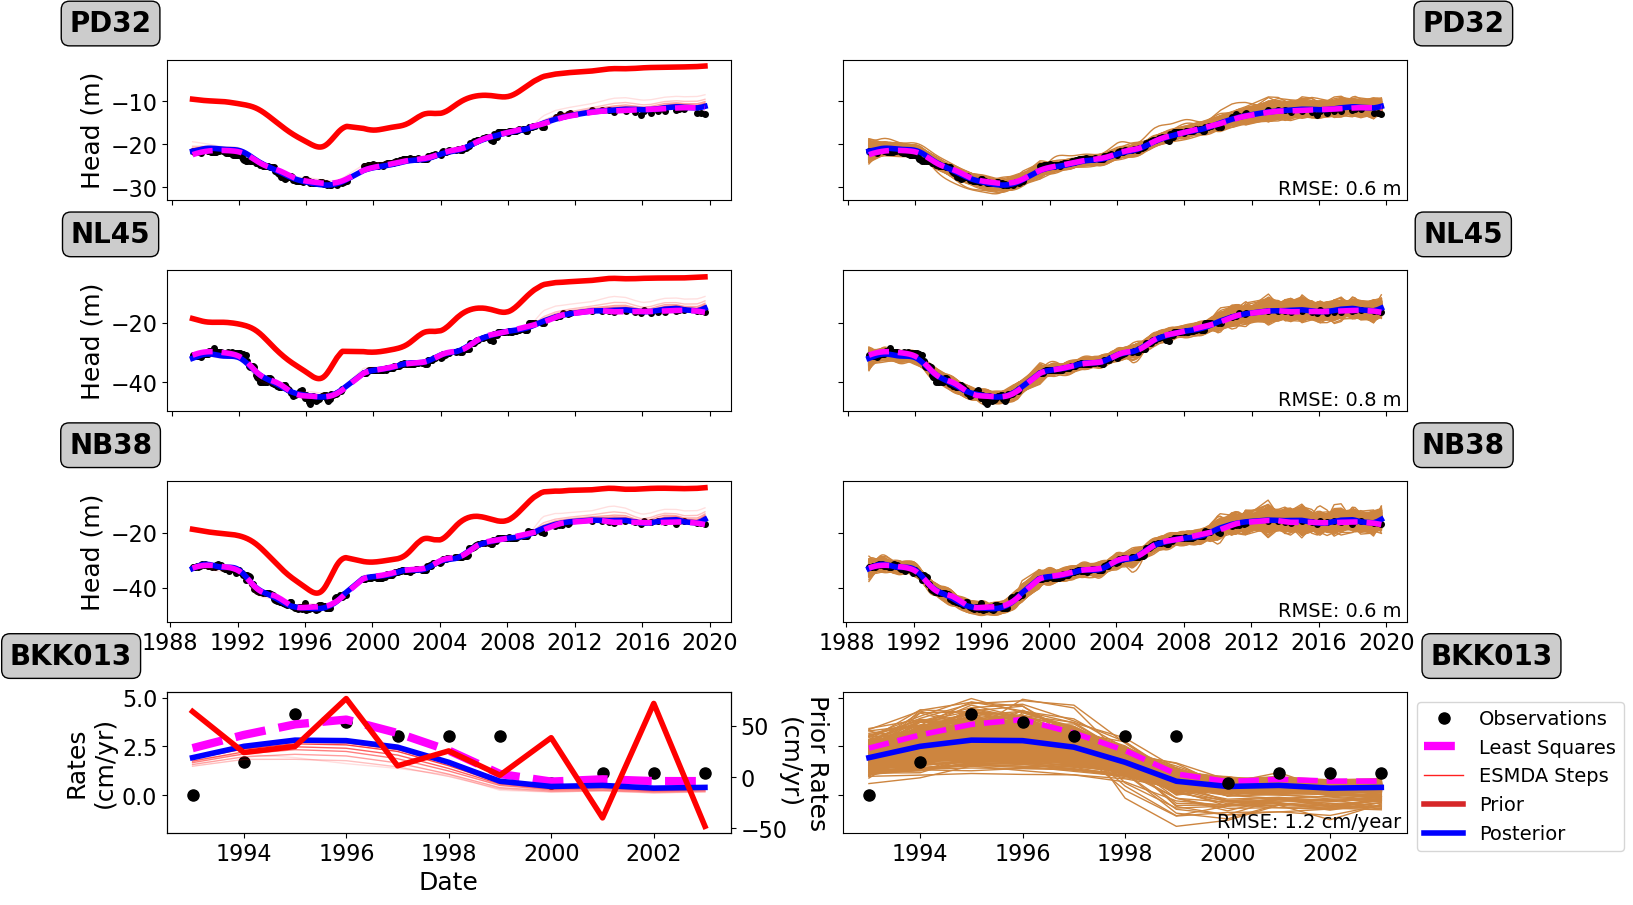 PD32
PD32
Head (m)
−10
−20
−30
RMSE: 0.6 m
NL45
NL45
Head (m)
−20
−40
RMSE: 0.8 m
NB38
NB38
Head (m)
−20
−40
RMSE: 0.6 m
1988 1992 1996 2000 2004 2008 2012 2016 2020
1988 1992 1996 2000 2004 2008 2012 2016 2020
BKK013
BKK013
Rates
(cm/yr)
5.0
2.5
0.0
50
0
−50
Prior Rates
(cm/yr)
RMSE: 1.2 cm/year
1994 1996 1998 2000 2002
1994 1996 1998 2000 2002
Date
Observations
Least Squares
ESMDA Steps
Prior
Posterior